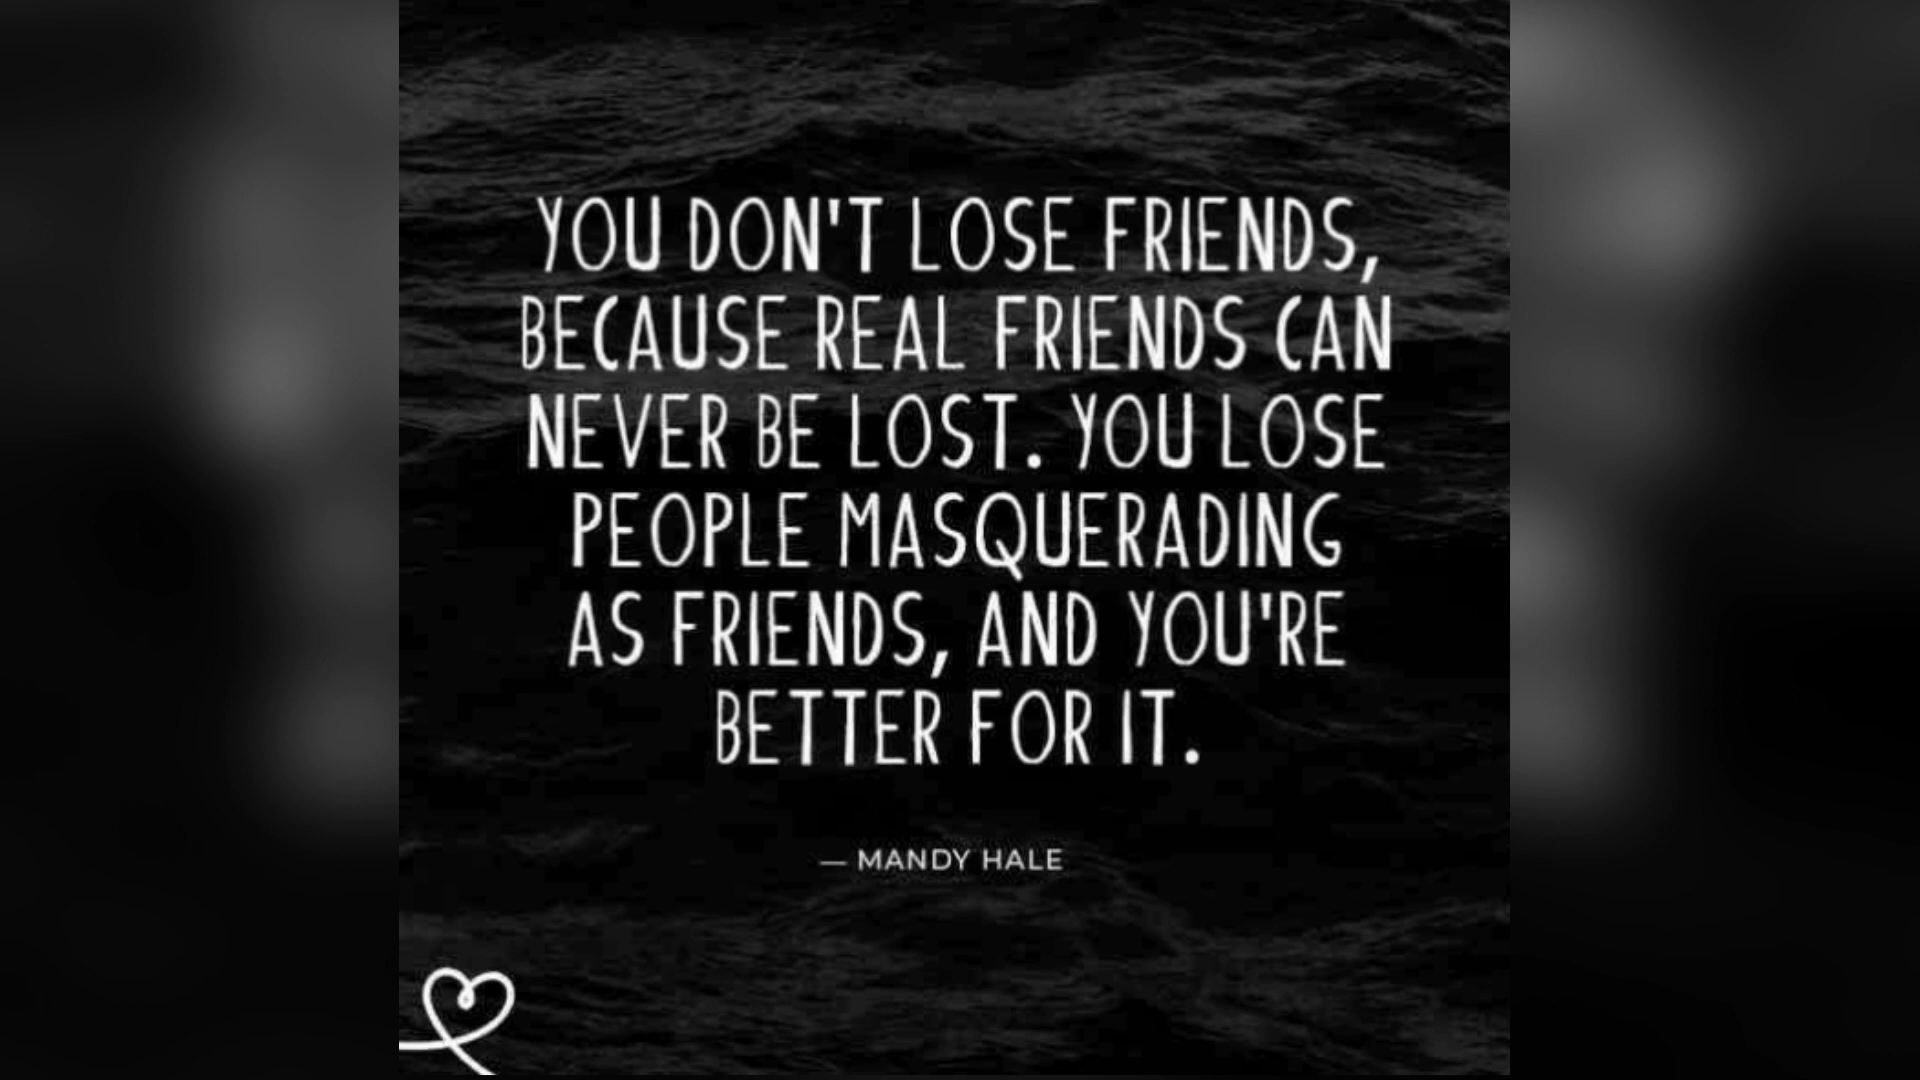 YOU DON'T LOSE FRIENDS,
BECAUSE REAL FRIENDS CAN
NEVER BE LOST. YOU LOSE
PEOPLE MASQUERADING
AS FRIENDS, AND YOU'RE
BETTER FOR IT.
— MANDY HALE